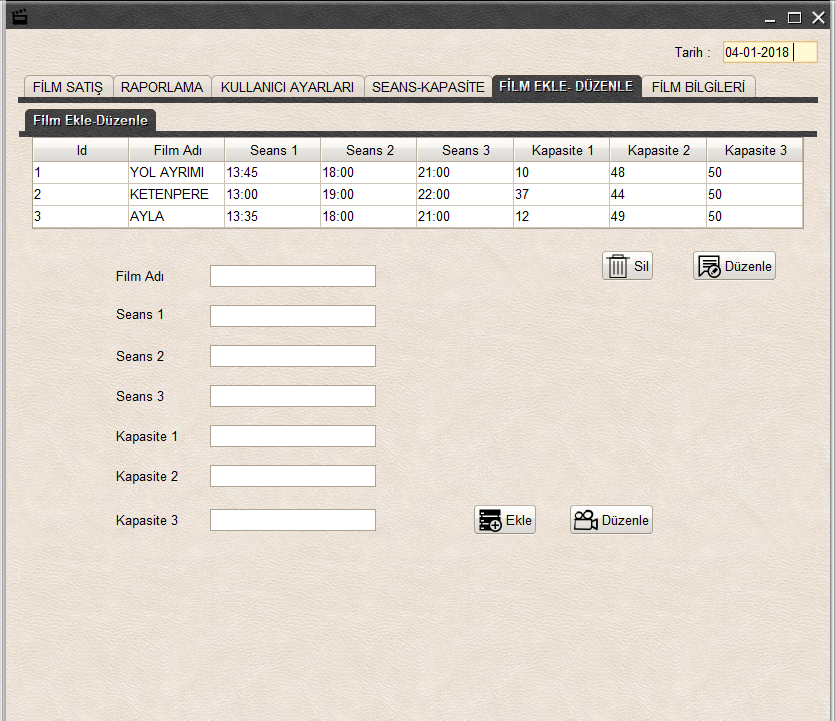 Tarih : 04-01-2018
FİLM SATIŞ RAPORLAMA KULLANICI AYARLARI SEANS-KAPASİTE FİLM EKLE- DÜZENLE FİLM BİLGİLERİ
Film Ekle-Düzenle
Id Film Adı Seans 1 Seans 2 Seans 3 Kapasite 1 Kapasite 2 Kapasite 3
1 YOL AYRIMI 13:45 18:00 21:00 10 48 50
2 KETENPERE 13:00 19:00 22:00 37 44 50
3 AYLA 13:35 18:00 21:00 12 49 50
Sil Düzenle
Film Adı
Seans 1
Seans 2
Seans 3
Kapasite 1
Kapasite 2
Kapasite 3 Ekle Düzenle